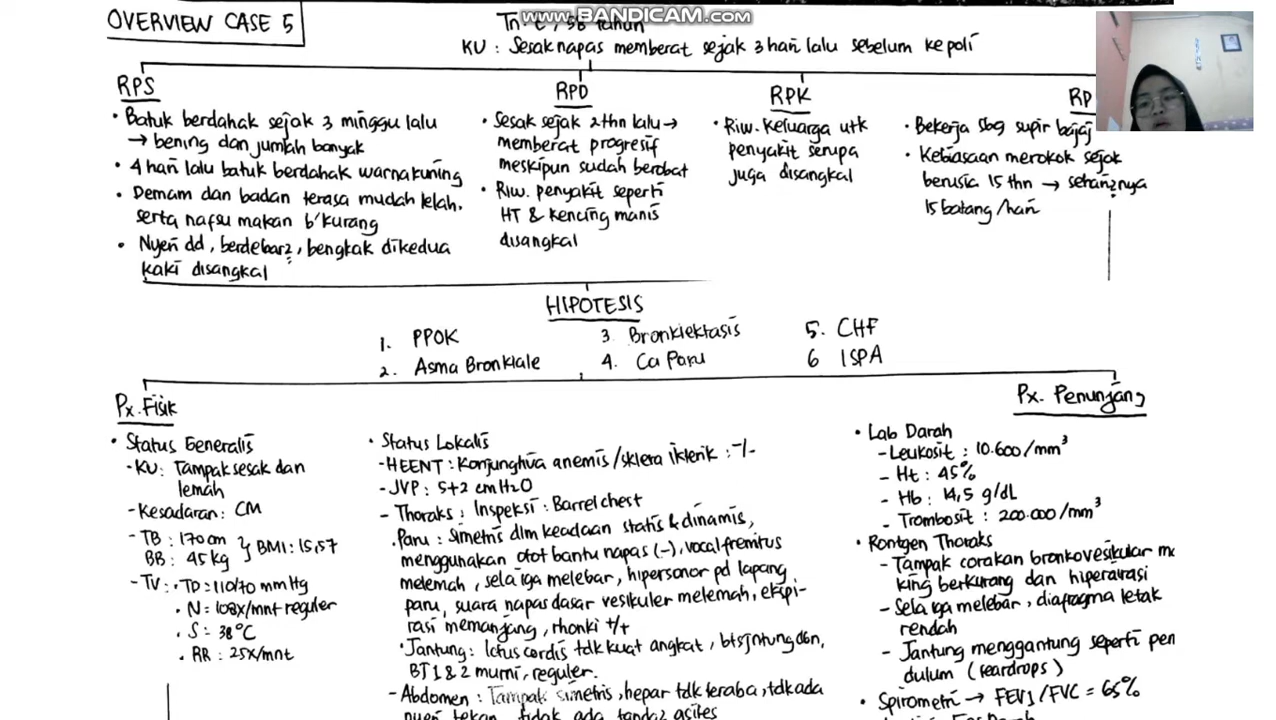 www.BANDICAM.com
OVERVIEW CASE 5
Tn. C, 56 tahun
KU : Sesak napas memberat sejak 3 hari lalu sebelum ke poli
RPS
• Batuk berdahak sejak 3 minggu lalu
→ bening dan jumlah banyak
• 4 hari lalu batuk berdahak warna kuning
• Demam dan badan terasa mudah lelah,
serta nafsu makan b'kurang
• Nyeri dd, berdebar2, bengkak dikedua
kaki disangkal
RPD
• Sesak sejak 2 thn lalu →
memberat progresif
meskipun sudah berobat
• Riw. penyakit seperti
HT & kencing manis
disangkal
RPK
• Riw. Keluarga utk
penyakit serupa
juga disangkal
RP
• Bekerja sbg supir bajaj
• Kebiasaan merokok sejak
berusia 15 thn → seharinya
15 batang/hari
HIPOTESIS
1. PPOK
2. Asma Bronkiale
3. Bronkiektasis
4. Ca Paru
5. CHF
6 ISPA
Px. Fisik
• Status Generalis
- KU: Tampak sesak dan
lemah
- Kesadaran: CM
- TB : 170 cm
BB : 45 kg } BMI: 15,57
- TV : • TD = 110/70 mmHg
• N = 108x/mnt reguler
• S = 38°C
• RR : 25x/mnt
• Status Lokalis
- HEENT : Konjungtiva anemis/sklera ikterik : -/-
- JVP : 5+2 cmH2O
- Thoraks : Inspeksi : Barrel chest
• Paru : Simetris dlm keadaan statis & dinamis,
menggunakan otot bantu napas (-), vocal fremitus
melemah, sela iga melebar, hipersonor pd lapang
paru, suara napas dasar vesikuler melemah, ekspi-
rasi memanjang, rhonki +/+
• Jantung : Ictus cordis tdk kuat angkat, bts jntung dbn,
BT 1 & 2 murni, reguler.
- Abdomen : Tampak simetris, hepar tdk teraba, tdk ada
nyeri tekan, tidak ada tanda2 asites
Px. Penunjang
• Lab Darah
- Leukosit : 10.600/mm³
- Ht : 45%
- Hb : 14,5 g/dL
- Trombosit : 200.000/mm³
• Rontgen Thoraks
- Tampak corakan bronkovesikular ma
king berkurang dan hiperaerasi
- Sela iga melebar, diafragma letak
rendah
- Jantung menggantung seperti pen
dulum (teardrops)
• Spirometri → FEV1/FVC = 65%